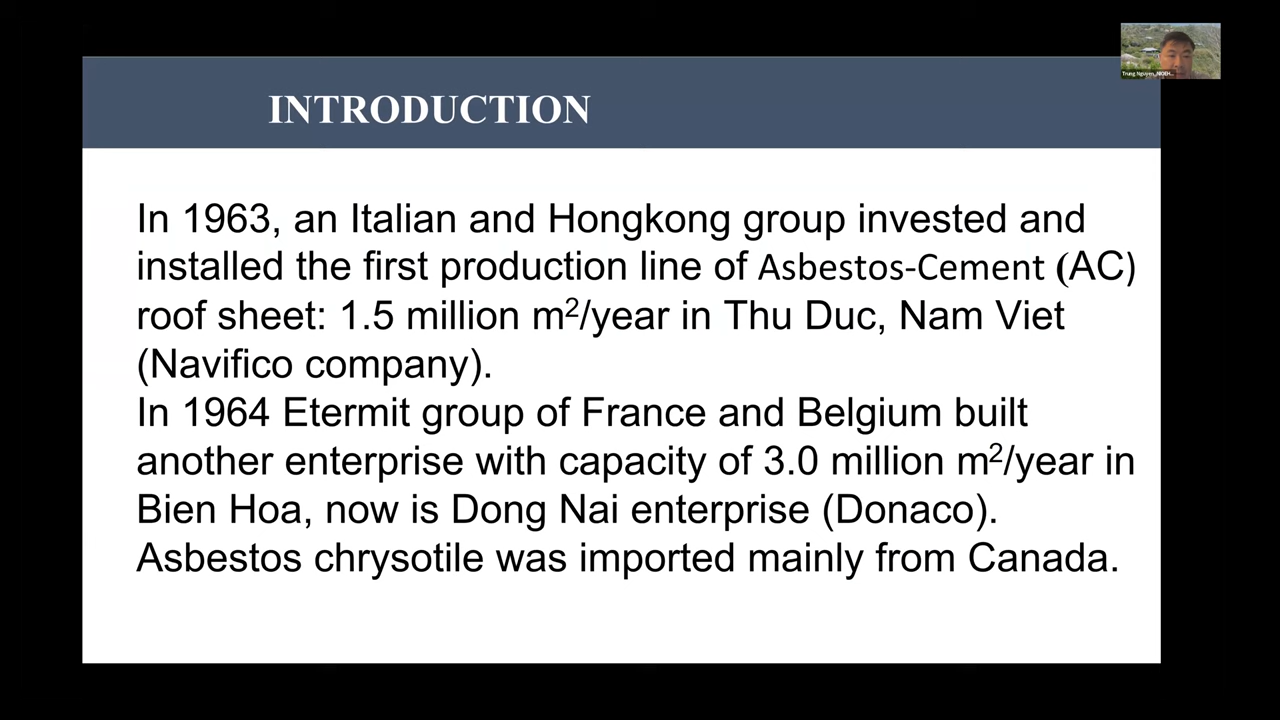 INTRODUCTION
In 1963, an Italian and Hongkong group invested and
installed the first production line of Asbestos-Cement (AC)
roof sheet: 1.5 million m²/year in Thu Duc, Nam Viet
(Navifico company).
In 1964 Etermit group of France and Belgium built
another enterprise with capacity of 3.0 million m²/year in
Bien Hoa, now is Dong Nai enterprise (Donaco).
Asbestos chrysotile was imported mainly from Canada.
Trung Nguyen